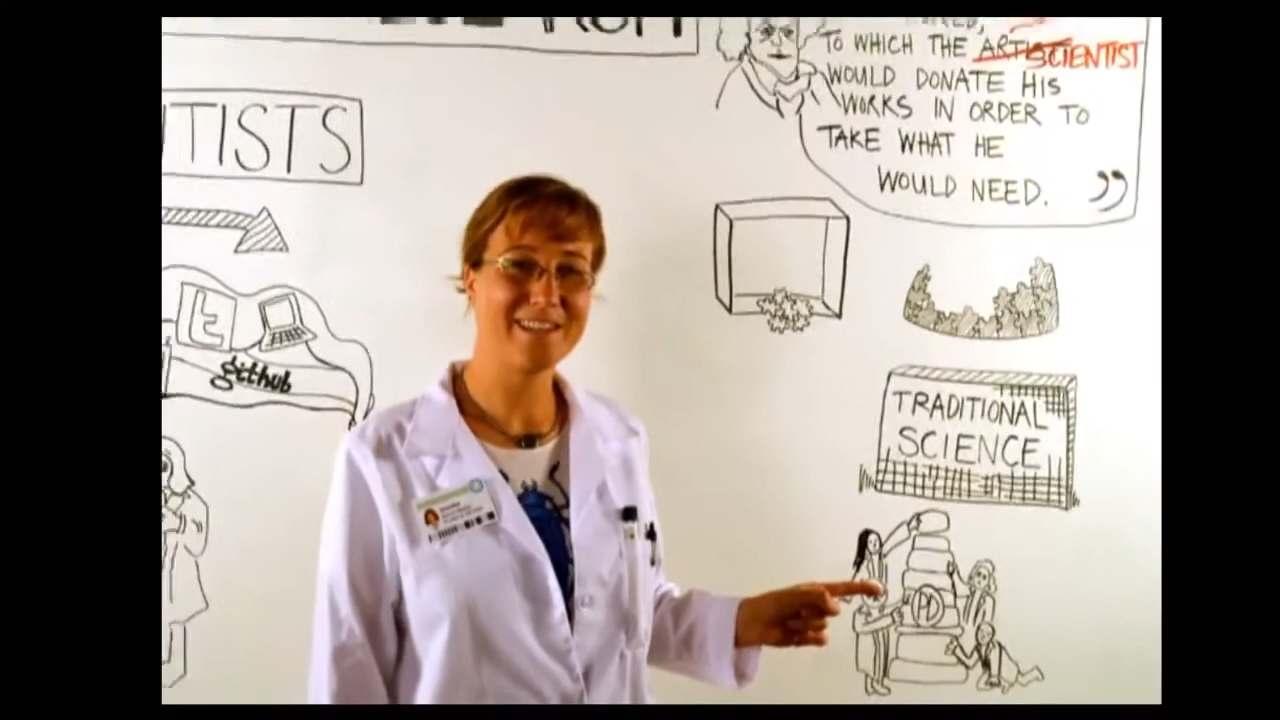 TO WHICH THE ARTIST SCIENTIST
WOULD DONATE HIS
WORKS IN ORDER TO
TAKE WHAT HE
WOULD NEED. ”
TISTS
t
github
TRADITIONAL
SCIENCE
PD